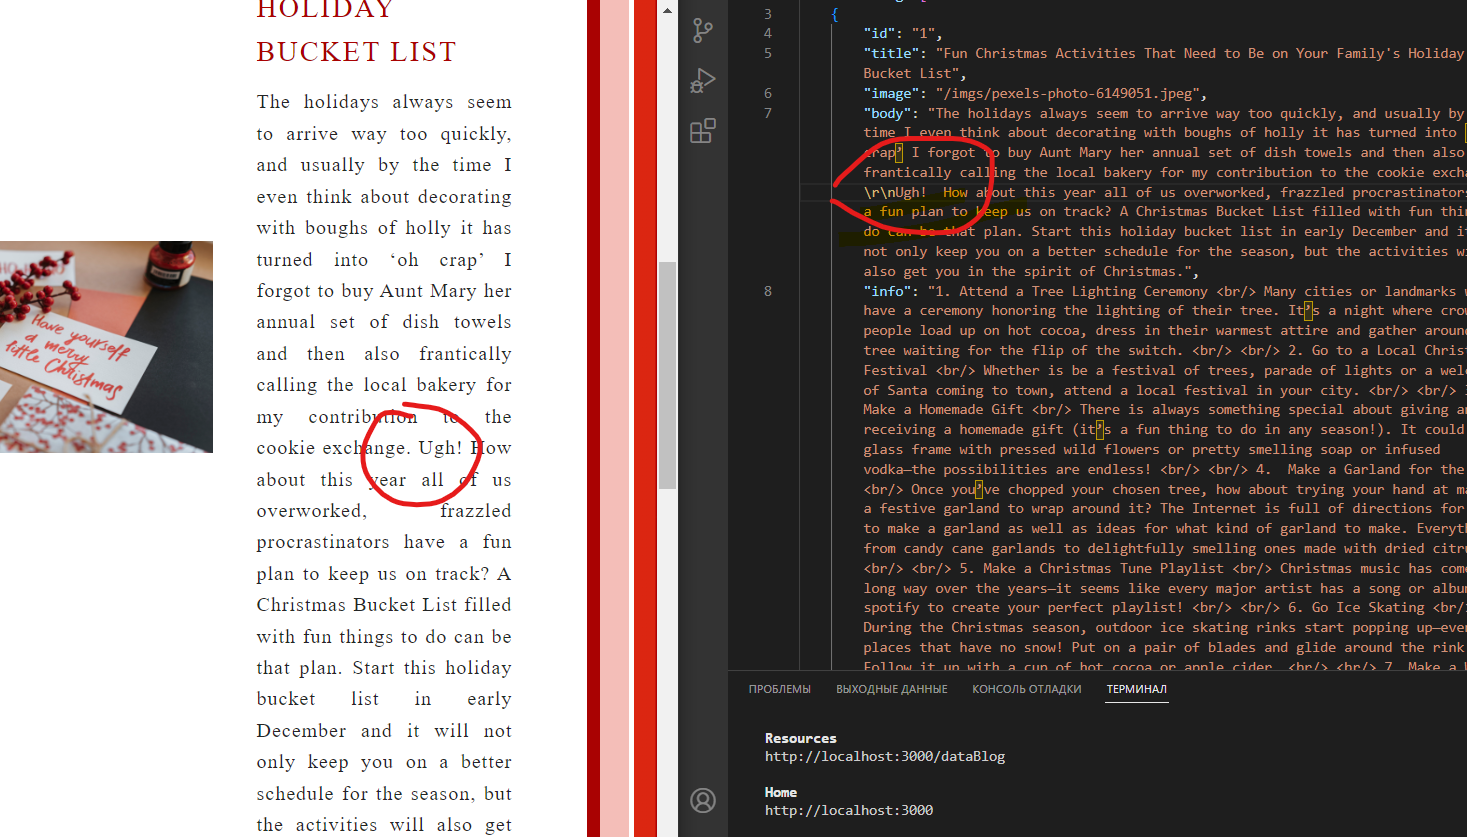 HOLIDAY
BUCKET LIST
The holidays always seem
to arrive way too quickly,
and usually by the time I
even think about decorating
with boughs of holly it has
turned into ‘oh crap’ I
forgot to buy Aunt Mary her
annual set of dish towels
and then also frantically
calling the local bakery for
my contribution to the
cookie exchange. Ugh! How
about this year all of us
overworked, frazzled
procrastinators have a fun
plan to keep us on track? A
Christmas Bucket List filled
with fun things to do can be
that plan. Start this holiday
bucket list in early
December and it will not
only keep you on a better
schedule for the season, but
the activities will also get
Have yourself
a merry
little Christmas
3 {
4 "id": "1",
5 "title": "Fun Christmas Activities That Need to Be on Your Family's Holiday
Bucket List",
6 "image": "/imgs/pexels-photo-6149051.jpeg",
7 "body": "The holidays always seem to arrive way too quickly, and usually by
time I even think about decorating with boughs of holly it has turned into
crap’ I forgot to buy Aunt Mary her annual set of dish towels and then also
frantically calling the local bakery for my contribution to the cookie excha
\r\nUgh!  How about this year all of us overworked, frazzled procrastinators
a fun plan to keep us on track? A Christmas Bucket List filled with fun thin
do can be that plan. Start this holiday bucket list in early December and i
not only keep you on a better schedule for the season, but the activities wi
also get you in the spirit of Christmas.",
8 "info": "1. Attend a Tree Lighting Ceremony <br/> Many cities or landmarks w
have a ceremony honoring the lighting of their tree. It’s a night where crow
people load up on hot cocoa, dress in their warmest attire and gather aroun
tree waiting for the flip of the switch. <br/> <br/> 2. Go to a Local Christ
Festival <br/> Whether is be a festival of trees, parade of lights or a welc
of Santa coming to town, attend a local festival in your city. <br/> <br/>
Make a Homemade Gift <br/> There is always something special about giving an
receiving a homemade gift (it’s a fun thing to do in any season!). It could
glass frame with pressed wild flowers or pretty smelling soap or infused
vodka—the possibilities are endless! <br/> <br/> 4.  Make a Garland for the
<br/> Once you’ve chopped your chosen tree, how about trying your hand at ma
a festive garland to wrap around it? The Internet is full of directions for
to make a garland as well as ideas for what kind of garland to make. Everyth
from candy cane garlands to delightfully smelling ones made with dried citru
<br/> <br/> 5. Make a Christmas Tune Playlist <br/> Christmas music has com
long way over the years—it seems like every major artist has a song or album
spotify to create your perfect playlist! <br/> <br/> 6. Go Ice Skating <br/
During the Christmas season, outdoor ice skating rinks start popping up—even
places that have no snow! Put on a pair of blades and glide around the rink
Follow it up with a cup of hot cocoa or apple cider. <br/> <br/> 7. Make a
ПРОБЛЕМЫ ВЫХОДНЫЕ ДАННЫЕ КОНСОЛЬ ОТЛАДКИ ТЕРМИНАЛ
Resources
http://localhost:3000/dataBlog
Home
http://localhost:3000